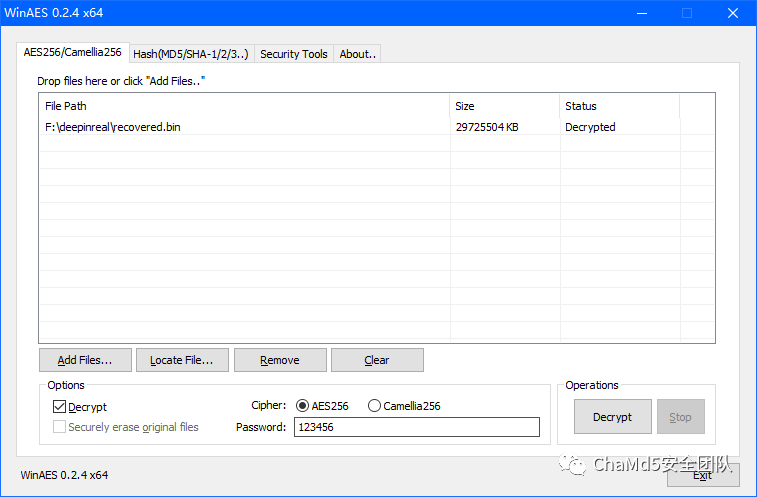 WinAES 0.2.4 x64
AES256/Camellia256 Hash(MD5/SHA-1/2/3..) Security Tools About..
Drop files here or click "Add Files.."
File Path Size Status
F:\deepinreal\recovered.bin 29725504 KB Decrypted
Add Files... Locate File... Remove Clear
Options Operations
Decrypt Cipher: AES256 Camellia256
Securely erase original files Password: 123456
Decrypt Stop
ChaMd5安全团队
WinAES 0.2.4 x64 Exit